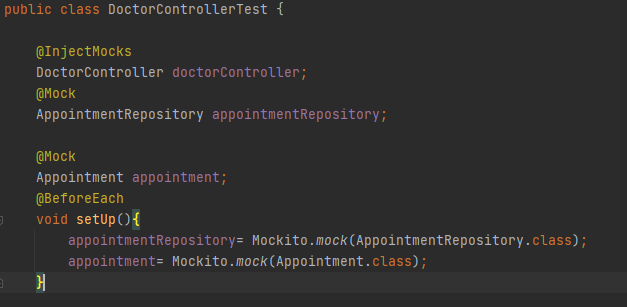 public class DoctorControllerTest {
@InjectMocks
DoctorController doctorController;
@Mock
AppointmentRepository appointmentRepository;
@Mock
Appointment appointment;
@BeforeEach
void setUp(){
appointmentRepository= Mockito.mock(AppointmentRepository.class);
appointment= Mockito.mock(Appointment.class);
}